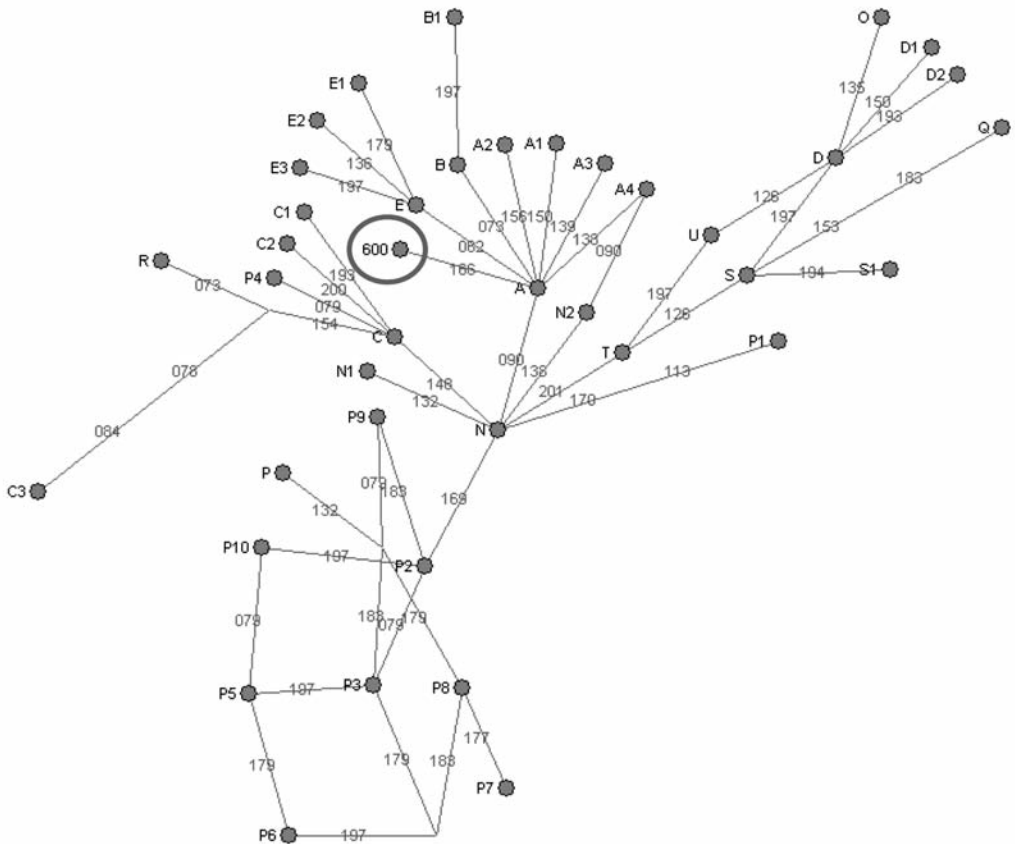 B1
O
D1
D2
E1
135
150
193
197
E2
A2
A1
Q
179
136
B
A3
D
E3
A4
183
197
E
156
150
139
128
197
C1
073
153
600
082
138
090
U
C2
166
S
194
S1
R
P4
193
200
A
197
128
073
079
N2
154
C
T
P1
090
138
078
N1
148
201
113
132
170
P9
N
084
P
073
183
C3
132
169
P10
197
P2
079
183
079
179
P5
197
P3
P8
177
179
179
183
P7
P6
197